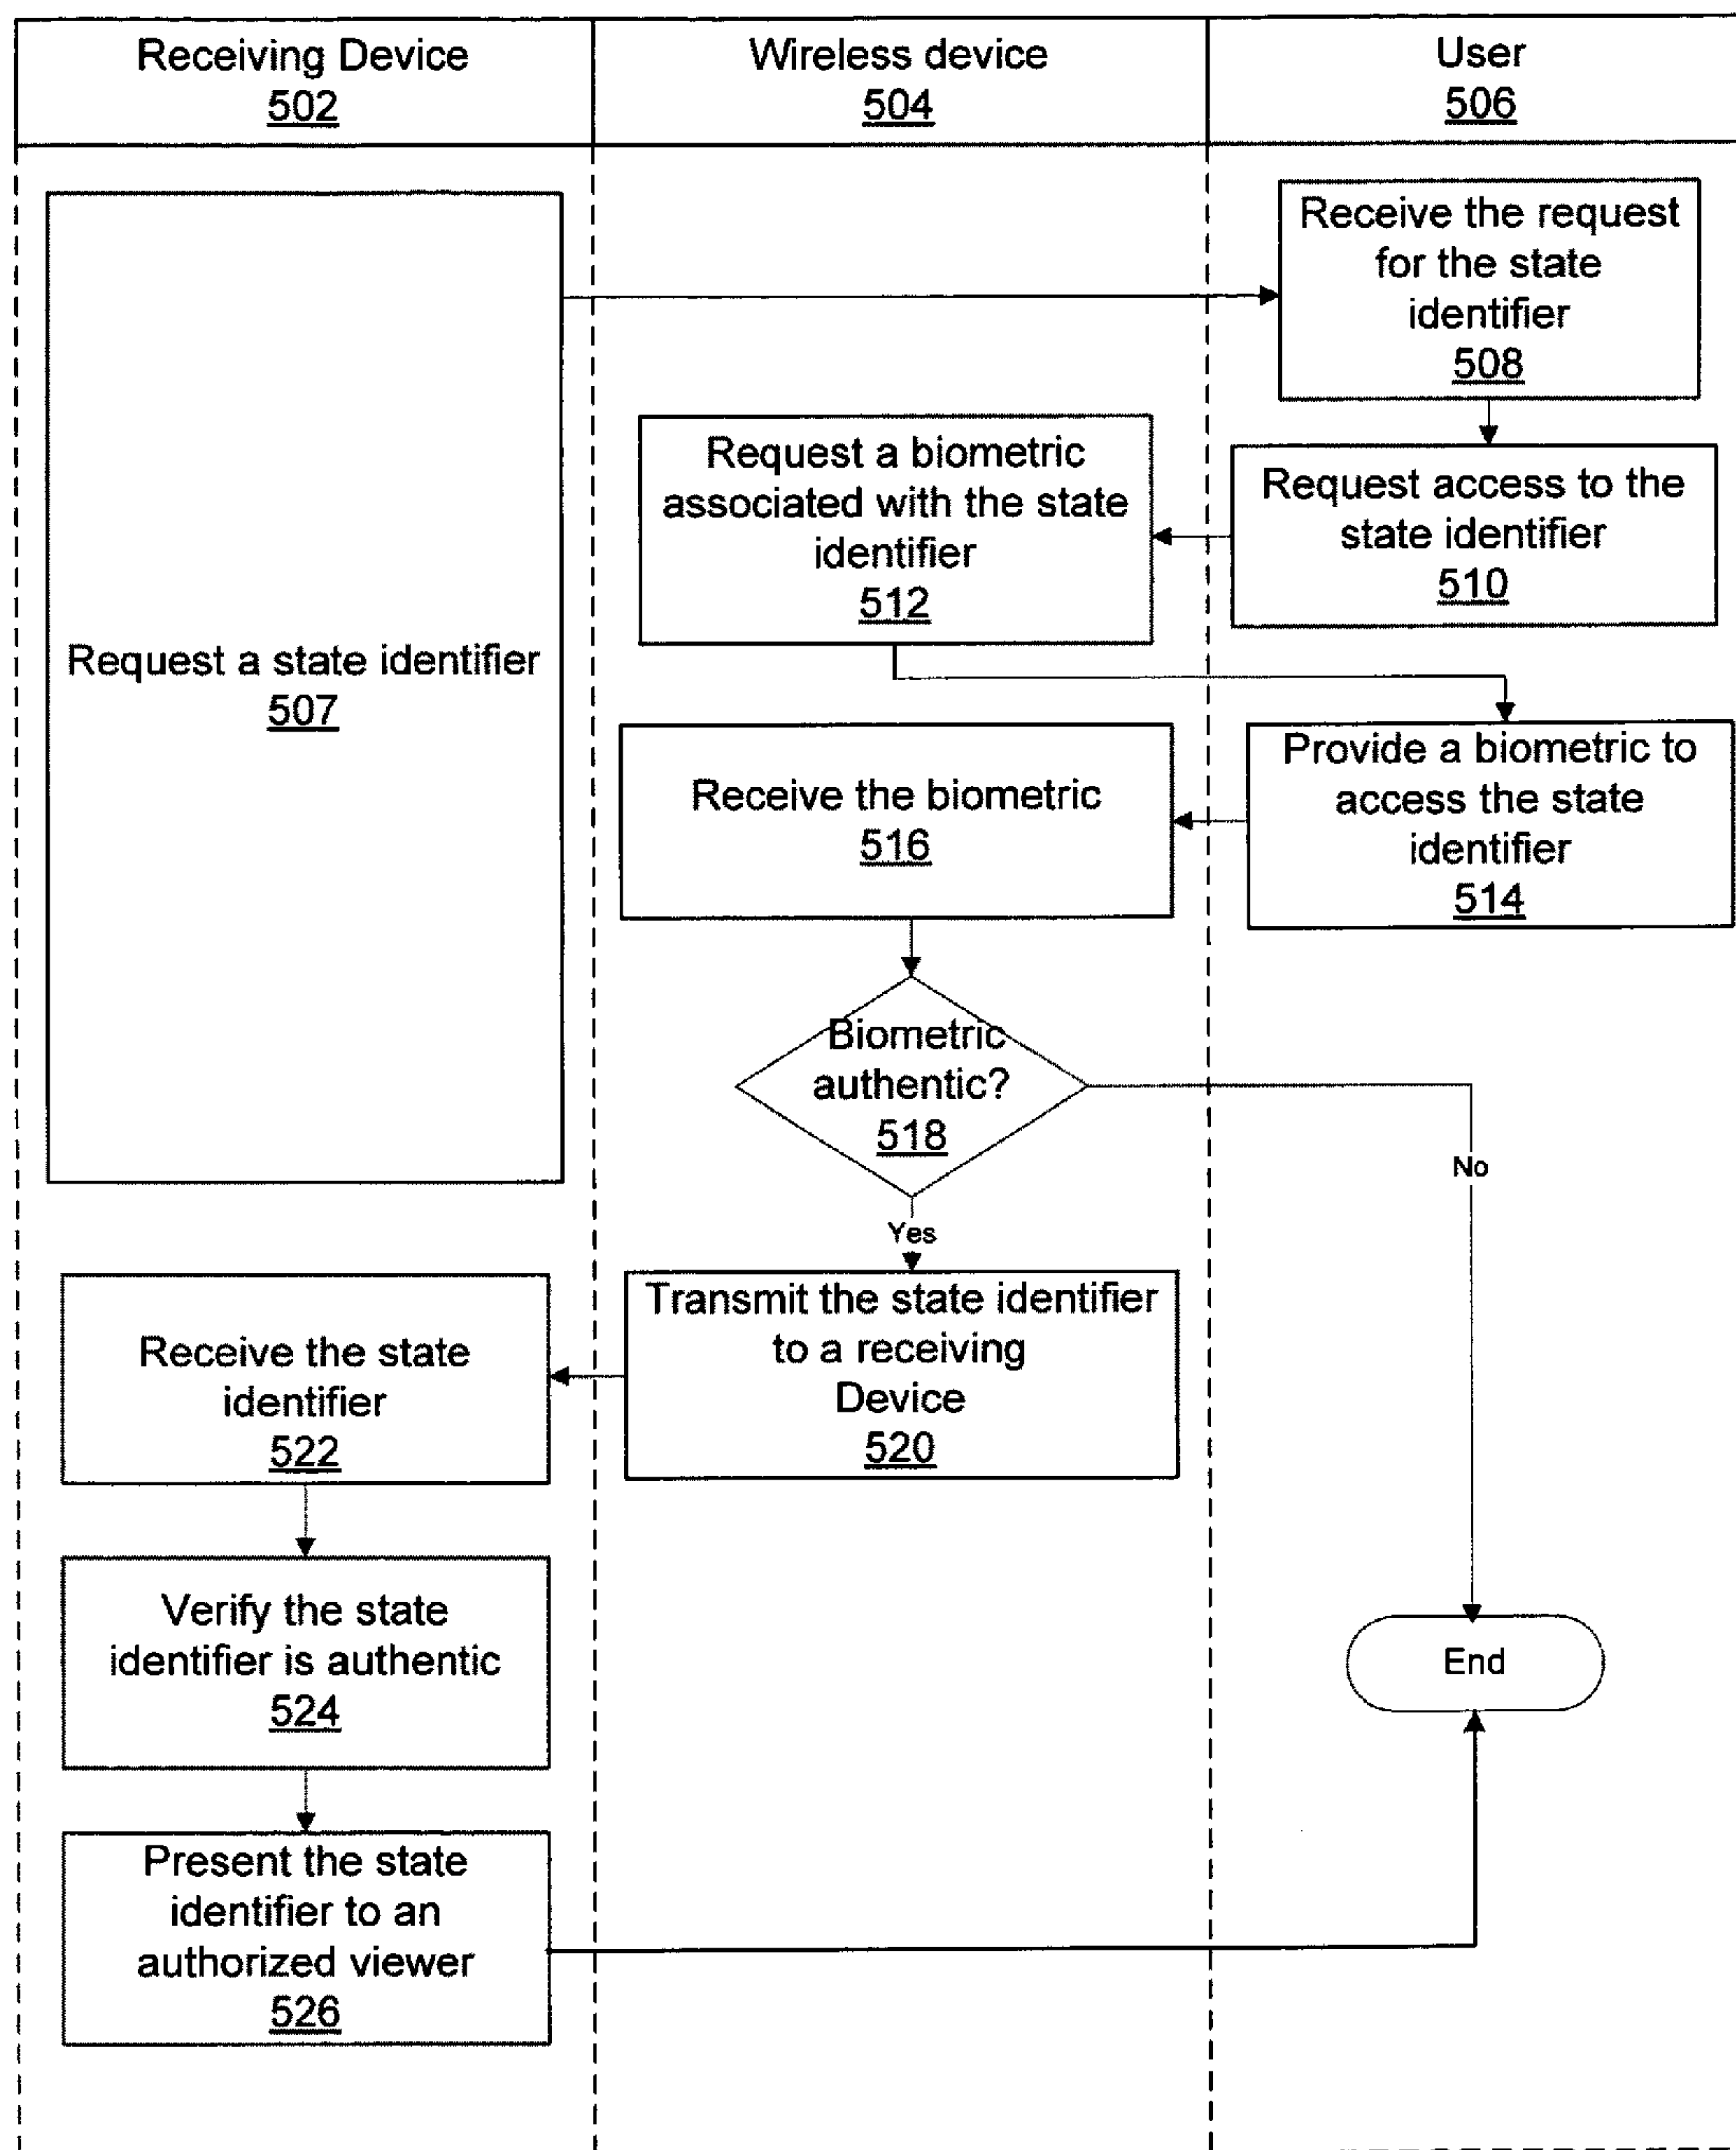 Receiving Device
502
Wireless device
504
User
506
Request a state identifier
507
Receive the request
for the state
identifier
508
Request access to the
state identifier
510
Request a biometric
associated with the state
identifier
512
Provide a biometric to
access the state
identifier
514
Receive the biometric
516
Biometric
authentic?
518
No
Yes
Transmit the state identifier
to a receiving
Device
520
Receive the state
identifier
522
Verify the state
identifier is authentic
524
Present the state
identifier to an
authorized viewer
526
End